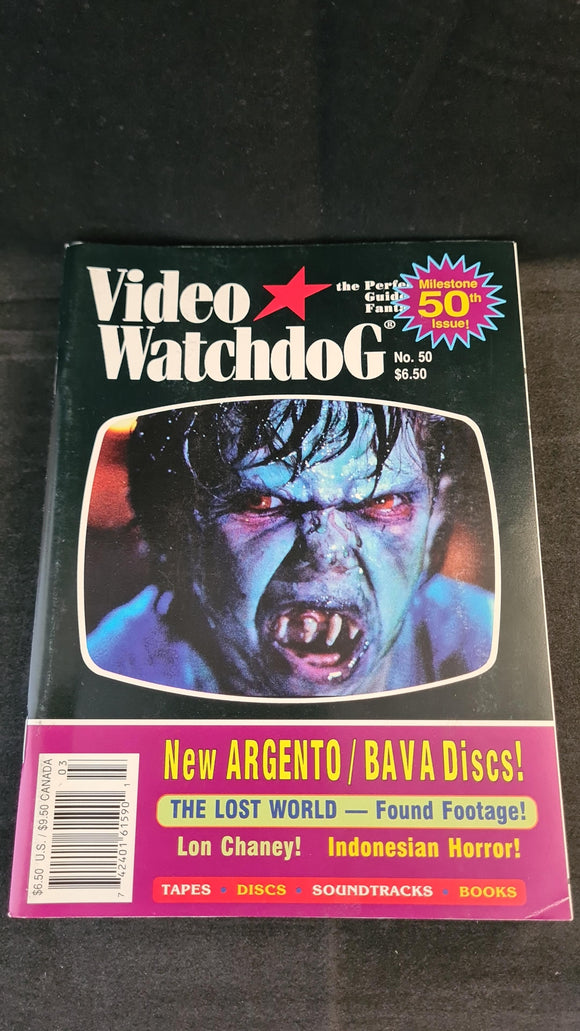 Video
WatchdoG®
the Perfe
Guide
Fanta
Milestone
50th
Issue!
No. 50
$6.50
New ARGENTO / BAVA Discs!
THE LOST WORLD — Found Footage!
Lon Chaney! Indonesian Horror!
TAPES • DISCS • SOUNDTRACKS • BOOKS
$6.50 U.S. / $9.50 CANADA
03
7 42401 61590 1